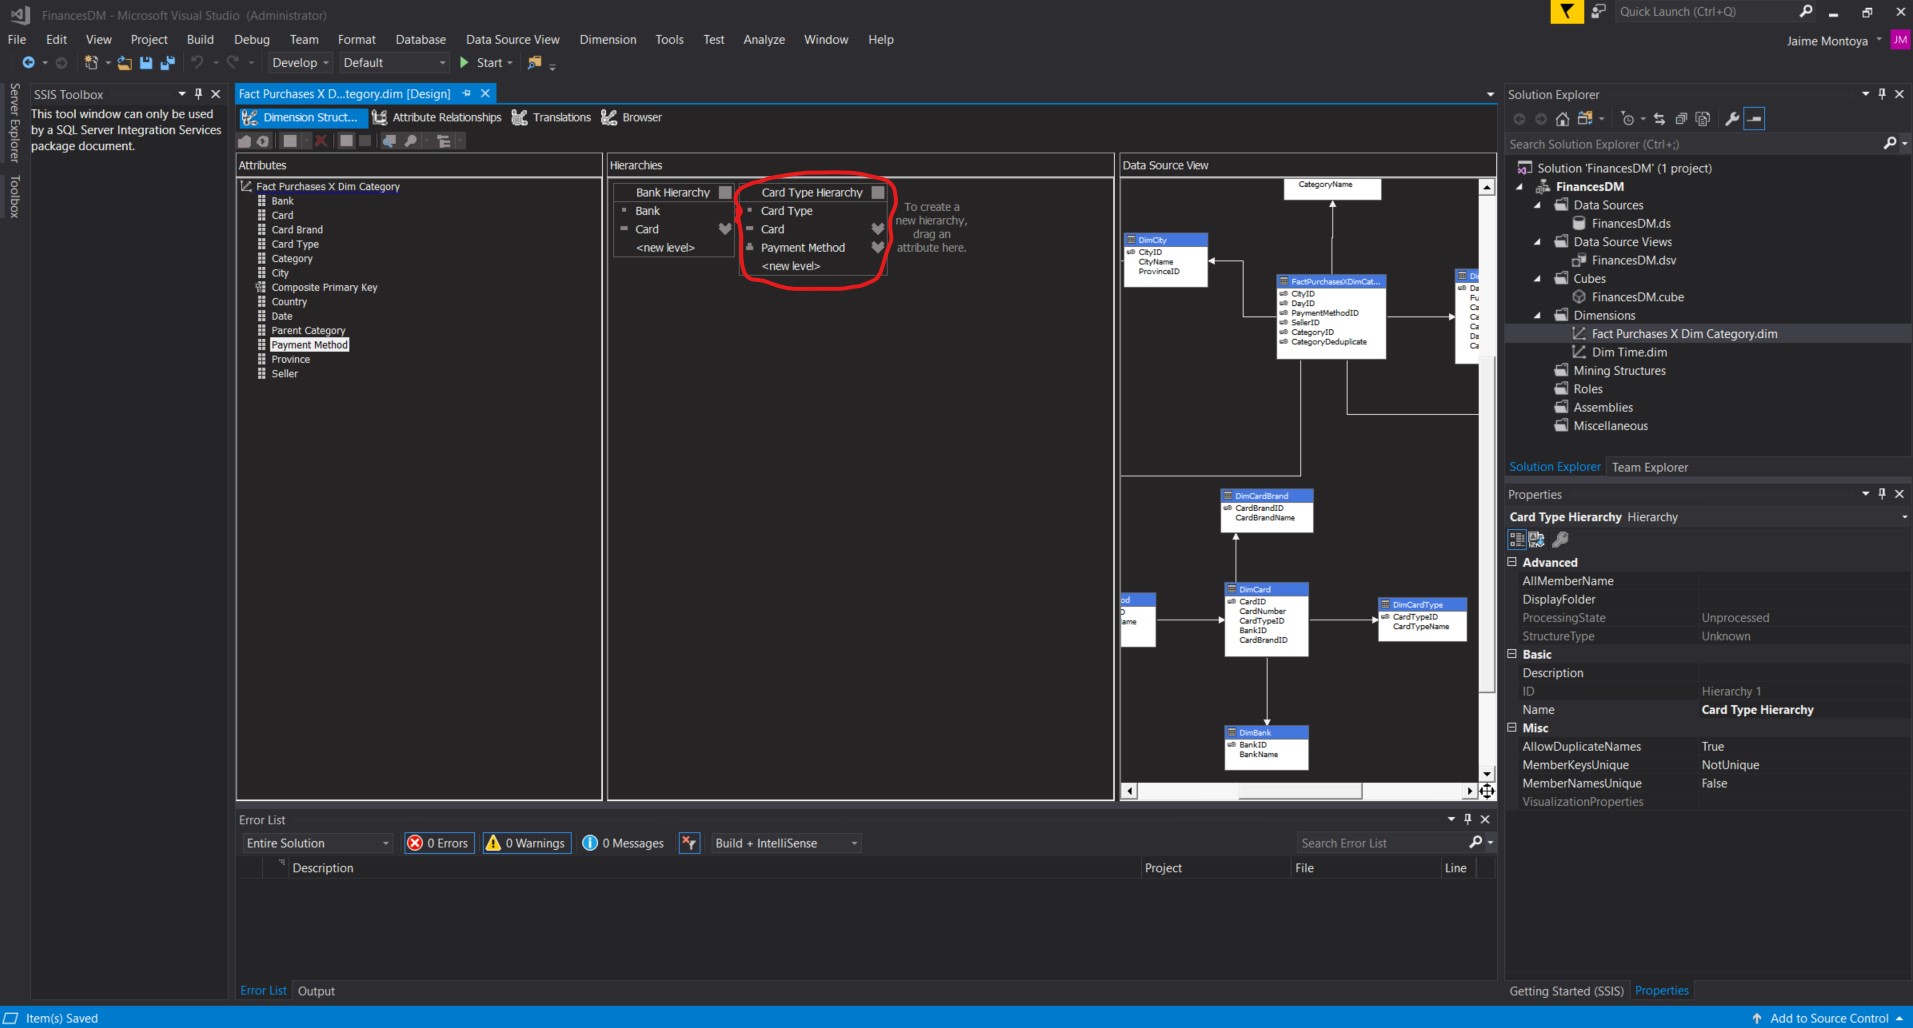 FinancesDM - Microsoft Visual Studio (Administrator)
Quick Launch (Ctrl+Q)
File Edit View Project Build Debug Team Format Database Data Source View Dimension Tools Test Analyze Window Help
Jaime Montoya JM
Develop Default Start
Server Explorer
Toolbox
SSIS Toolbox
This tool window can only be used
by a SQL Server Integration Services
package document.
Fact Purchases X D...tegory.dim [Design]
Dimension Struct... Attribute Relationships Translations Browser
Attributes
Fact Purchases X Dim Category
Bank
Card
Card Brand
Card Type
Category
City
Composite Primary Key
Country
Date
Parent Category
Payment Method
Province
Seller
Hierarchies
Bank Hierarchy
Bank
Card
<new level>
Card Type Hierarchy
Card Type
Card
Payment Method
<new level>
To create a
new hierarchy,
drag an
attribute here.
Data Source View
CategoryName
DimCity
CityID
CityName
ProvinceID
FactPurchasesXDimCat...
CityID
DayID
PaymentMethodID
SellerID
CategoryID
CategoryDeduplicate
Di
Da
Fu
Ca
Ca
Ca
Da
Ca
DimCardBrand
CardBrandID
CardBrandName
od
D
ame
DimCard
CardID
CardNumber
CardTypeID
BankID
CardBrandID
DimCardType
CardTypeID
CardTypeName
DimBank
BankID
BankName
Error List
Entire Solution 0 Errors 0 Warnings 0 Messages Build + IntelliSense Search Error List
Description Project File Line
Error List Output
Solution Explorer
Search Solution Explorer (Ctrl+;)
Solution 'FinancesDM' (1 project)
FinancesDM
Data Sources
FinancesDM.ds
Data Source Views
FinancesDM.dsv
Cubes
FinancesDM.cube
Dimensions
Fact Purchases X Dim Category.dim
Dim Time.dim
Mining Structures
Roles
Assemblies
Miscellaneous
Solution Explorer Team Explorer
Properties
Card Type Hierarchy Hierarchy
Advanced
AllMemberName
DisplayFolder
ProcessingState Unprocessed
StructureType Unknown
Basic
Description
ID Hierarchy 1
Name Card Type Hierarchy
Misc
AllowDuplicateNames True
MemberKeysUnique NotUnique
MemberNamesUnique False
VisualizationProperties
Getting Started (SSIS) Properties
Item(s) Saved
Add to Source Control